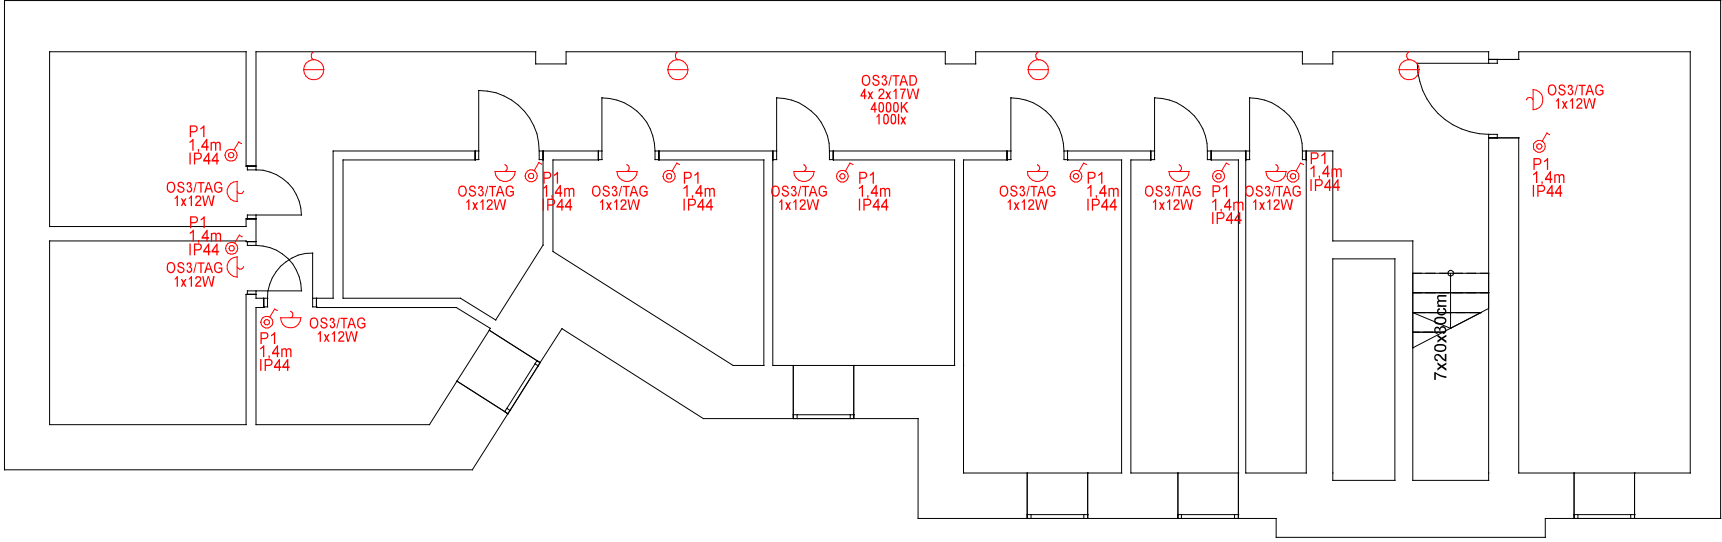 OS3/TAD
4x 2x17W
4000K
100lx
OS3/TAG
1x12W
P1
1,4m
IP44
P1
1,4m
IP44
OS3/TAG
1x12W
P1
1,4m
IP44
OS3/TAG
1x12W
OS3/TAG
1x12W
P1
1,4m
IP44
OS3/TAG
1x12W
P1
1,4m
IP44
OS3/TAG
1x12W
P1
1,4m
IP44
OS3/TAG
1x12W
P1
1,4m
IP44
OS3/TAG
1x12W
P1
1,4m
IP44
OS3/TAG
1x12W
P1
1,4m
IP44
OS3/TAG
1x12W
P1
1,4m
IP44
7x20x30cm